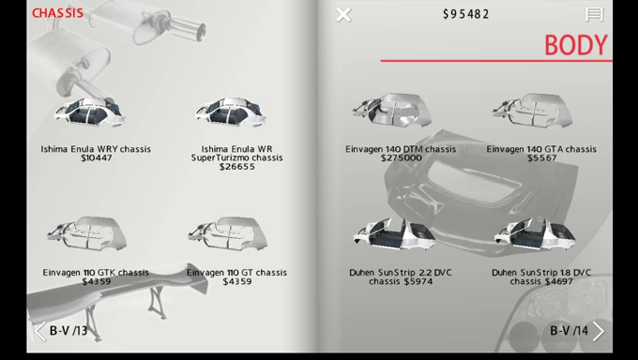 CHASSIS
$95482
BODY
Ishima Enula WRY chassis
$10447
Ishima Enula WR
SuperTurizmo chassis
$26655
Einvagen 140 DTM chassis
$275000
Einvagen 140 GTA chassis
$5567
Einvagen 110 GTK chassis
$4359
Einvagen 110 GT chassis
$4359
Duhen SunStrip 2.2 DVC
chassis $5974
Duhen SunStrip 1.8 DVC
chassis $4697
B-V /13
B-V /14